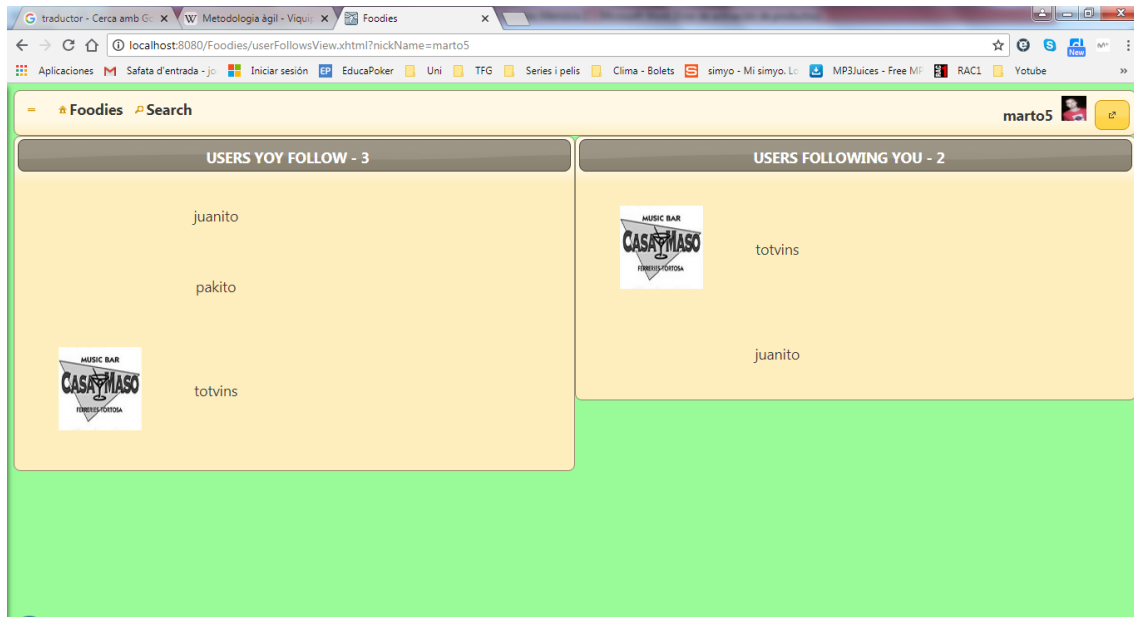 traductor - Cerca amb Go
Metodologia àgil - Viquip
Foodies
localhost:8080/Foodies/userFollowsView.xhtml?nickName=marto5
New
Aplicaciones
Safata d'entrada - jo
Iniciar sesión
EP
EducaPoker
Uni
TFG
Series i pelis
Clima - Bolets
simyo - Mi simyo. Lo
MP3Juices - Free MP
RAC1
Yotube
»
Foodies
Search
marto5
USERS YOY FOLLOW - 3
juanito
pakito
MUSIC BAR
CASA MASO
FERRERIES-TORTOSA
totvins
USERS FOLLOWING YOU - 2
MUSIC BAR
CASA MASO
FERRERIES-TORTOSA
totvins
juanito